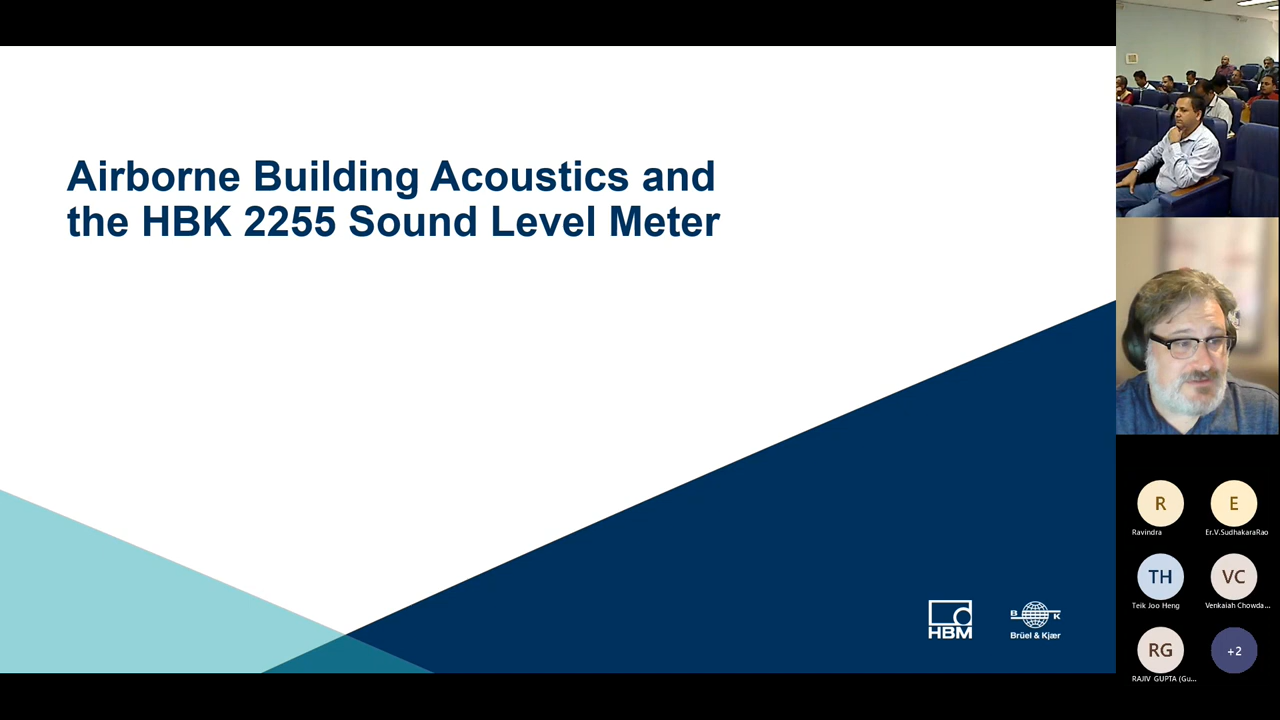 Airborne Building Acoustics and
the HBK 2255 Sound Level Meter
HBM
B K
Brüel & Kjær
R
E
Ravindra
Er.V.SudhakaraRao
TH
VC
Teik Joo Heng
Venkaiah Chowda...
RG
+2
RAJIV GUPTA (Gu...